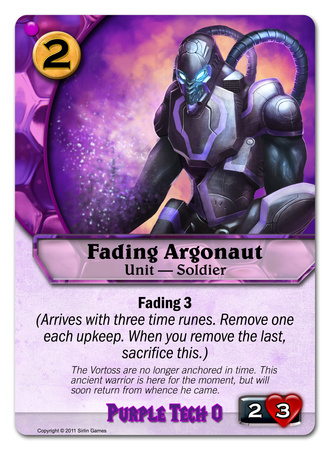 2
Fading Argonaut
Unit — Soldier
Fading 3
(Arrives with three time runes. Remove one
each upkeep. When you remove the last,
sacrifice this.)
The Vortoss are no longer anchored in time. This
ancient warrior is here for the moment, but will
soon return from whence he came.
Purple Tech 0
2 3
Copyright © 2011 Sirlin Games